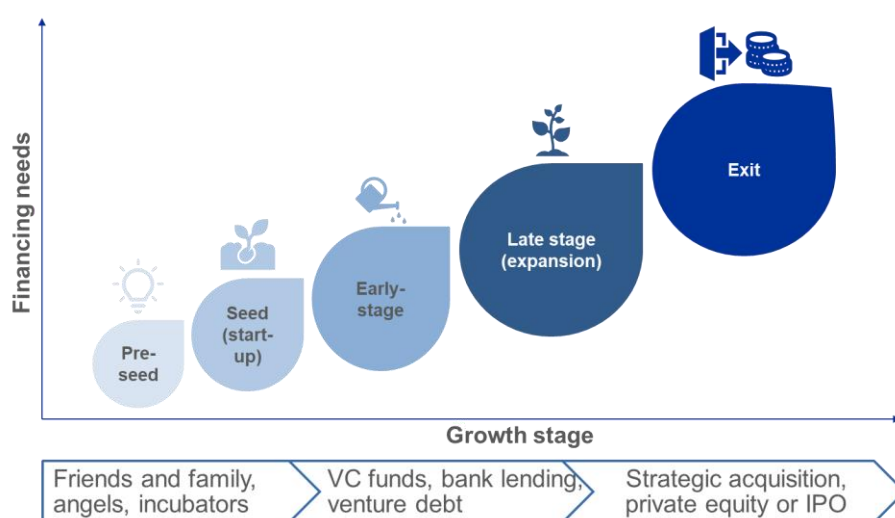 Financing needs
Pre-
seed
Seed
(start-
up)
Early-
stage
Late stage
(expansion)
Exit
Growth stage
Friends and family,
angels, incubators
VC funds, bank lending,
venture debt
Strategic acquisition,
private equity or IPO